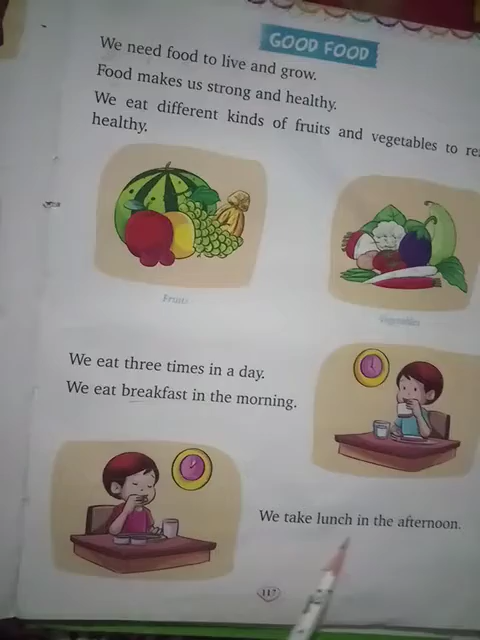 GOOD FOOD
We need food to live and grow.
Food makes us strong and healthy.
We eat different kinds of fruits and vegetables to
healthy.
Fruits
Vegetables
We eat three times in a day.
We eat breakfast in the morning.
We take lunch in the afternoon.
117